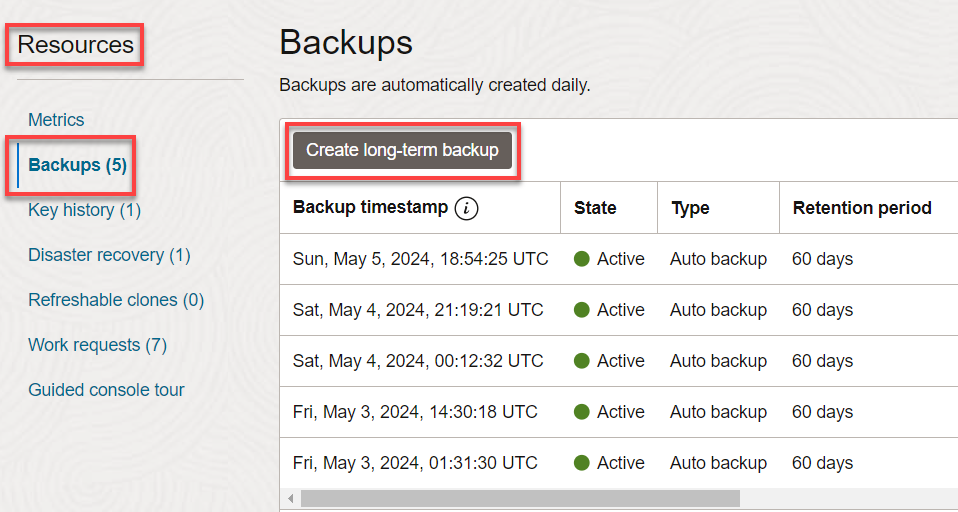 Resources
Metrics
Backups (5)
Key history (1)
Disaster recovery (1)
Refreshable clones (0)
Work requests (7)
Guided console tour
Backups
Backups are automatically created daily.
Create long-term backup
Backup timestamp i State Type Retention period
Sun, May 5, 2024, 18:54:25 UTC Active Auto backup 60 days
Sat, May 4, 2024, 21:19:21 UTC Active Auto backup 60 days
Sat, May 4, 2024, 00:12:32 UTC Active Auto backup 60 days
Fri, May 3, 2024, 14:30:18 UTC Active Auto backup 60 days
Fri, May 3, 2024, 01:31:30 UTC Active Auto backup 60 days